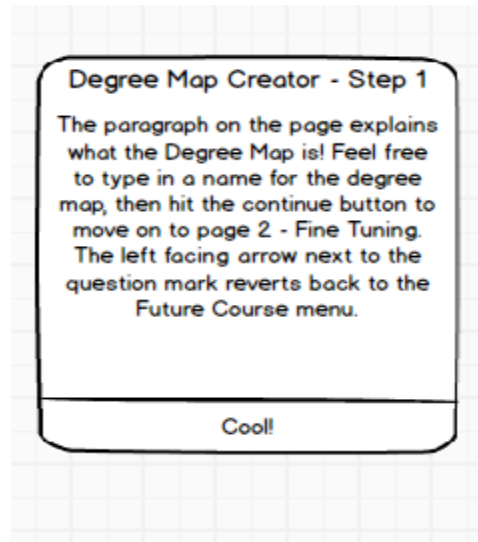 Degree Map Creator - Step 1
The paragraph on the page explains
what the Degree Map is! Feel free
to type in a name for the degree
map, then hit the continue button to
move on to page 2 - Fine Tuning.
The left facing arrow next to the
question mark reverts back to the
Future Course menu.
Cool!